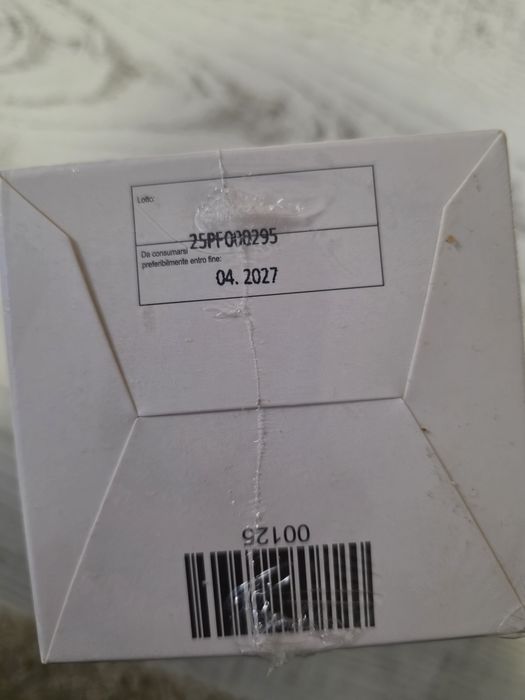 Lotto:
25PF000295
Da consumarsi
preferibilmente entro fine:
04. 2027
00125